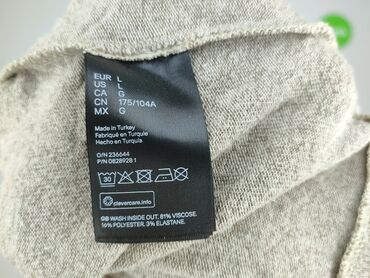 EUR L
US L
CA G
CN 175/104A
MX G
Made in Turkey
Fabriqué en Turquie
Hecho en Turquía
O/N 236644
P/N 0828928 1
30
clevercare.info
GB WASH INSIDE OUT. 81% VISCOSE.
16% POLYESTER, 3% ELASTANE.